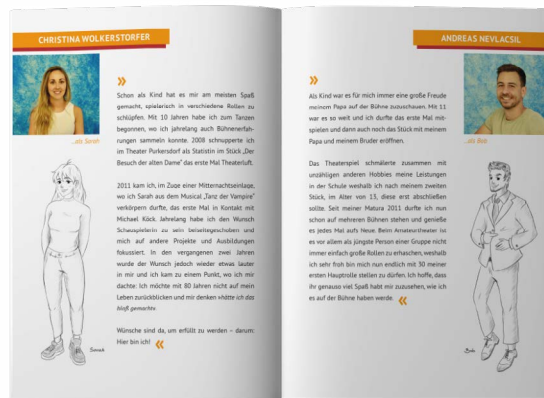 CHRISTINA WOLKERSTORFER
...als Sarah
»
Schon als Kind hat es mir am meisten Spaß
gemacht, spielerisch in verschiedene Rollen zu
schlüpfen. Mit 10 Jahren habe ich zum Tanzen
begonnen, wo ich jahrelang auch Bühnenerfah-
rungen sammeln konnte. 2008 schnupperte ich
im Theater Purkersdorf als Statistin im Stück „Der
Besuch der alten Dame“ das erste Mal Theaterluft.
2011 kam ich, im Zuge einer Mitternachtseinlage,
wo ich Sarah aus dem Musical „Tanz der Vampire“
verkörpern durfte, das erste Mal in Kontakt mit
Michael Köck. Jahrelang habe ich den Wunsch
Schauspielerin zu sein beiseitegeschoben und
mich auf andere Projekte und Ausbildungen
fokussiert. In den vergangenen zwei Jahren
wurde der Wunsch jedoch wieder etwas lauter
in mir und ich kam zu einem Punkt, wo ich mir
dachte: Ich möchte mit 80 Jahren nicht auf mein
Leben zurückblicken und mir denken »hätte ich das
bloß gemacht«.
Wünsche sind da, um erfüllt zu werden – darum:
Hier bin ich! «
Sarah
ANDREAS NEVLACSIL
...als Bob
»
Als Kind war es für mich immer eine große Freude
meinem Papa auf der Bühne zuzuschauen. Mit 11
war es so weit und ich durfte das erste Mal mit-
spielen und dann auch noch das Stück mit meinem
Papa und meinem Bruder eröffnen.
Das Theaterspiel schmälerte zusammen mit
unzähligen anderen Hobbies meine Leistungen
in der Schule weshalb ich nach meinem zweiten
Stück, im Alter von 13, diese erst abschließen
sollte. Seit meiner Matura 2011 durfte ich nun
schon auf mehreren Bühnen stehen und genieße
es jedes Mal aufs Neue. Beim Amateurtheater ist
es vor allem als jüngste Person einer Gruppe nicht
immer einfach große Rollen zu erhaschen, weshalb
ich sehr froh bin mich nun endlich mit 30 meiner
ersten Hauptrolle stellen zu dürfen. Ich hoffe, dass
ihr genauso viel Spaß habt mir zuzusehen, wie ich
es auf der Bühne haben werde. «
Bob